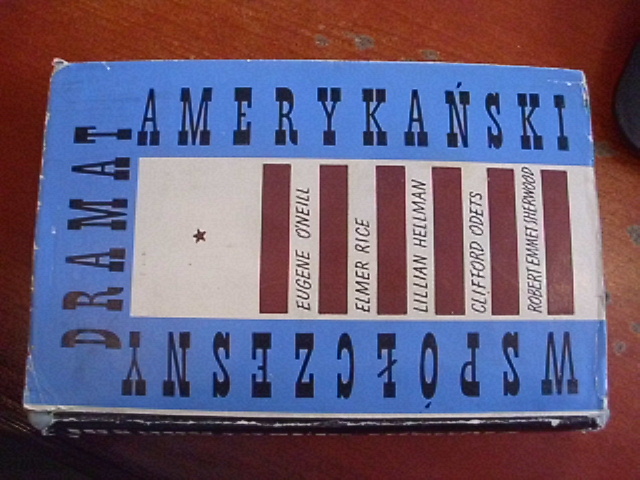 DRAMAT
AMERYKAŃSKI
WSPÓŁCZESNY
EUGENE O'NEILL
ELMER RICE
LILLIAN HELLMAN
CLIFFORD ODETS
ROBERT EMMET SHERWOOD